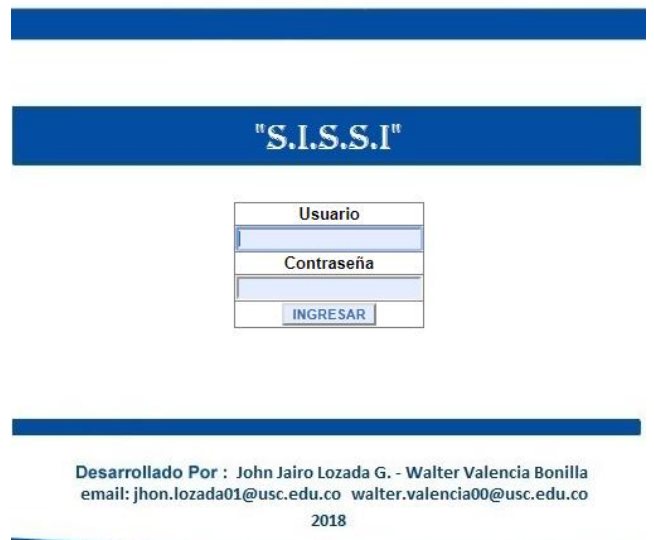 "S.I.S.S.I"
Usuario
Contraseña
INGRESAR
Desarrollado Por : John Jairo Lozada G. - Walter Valencia Bonilla
email: jhon.lozada01@usc.edu.co walter.valencia00@usc.edu.co
2018